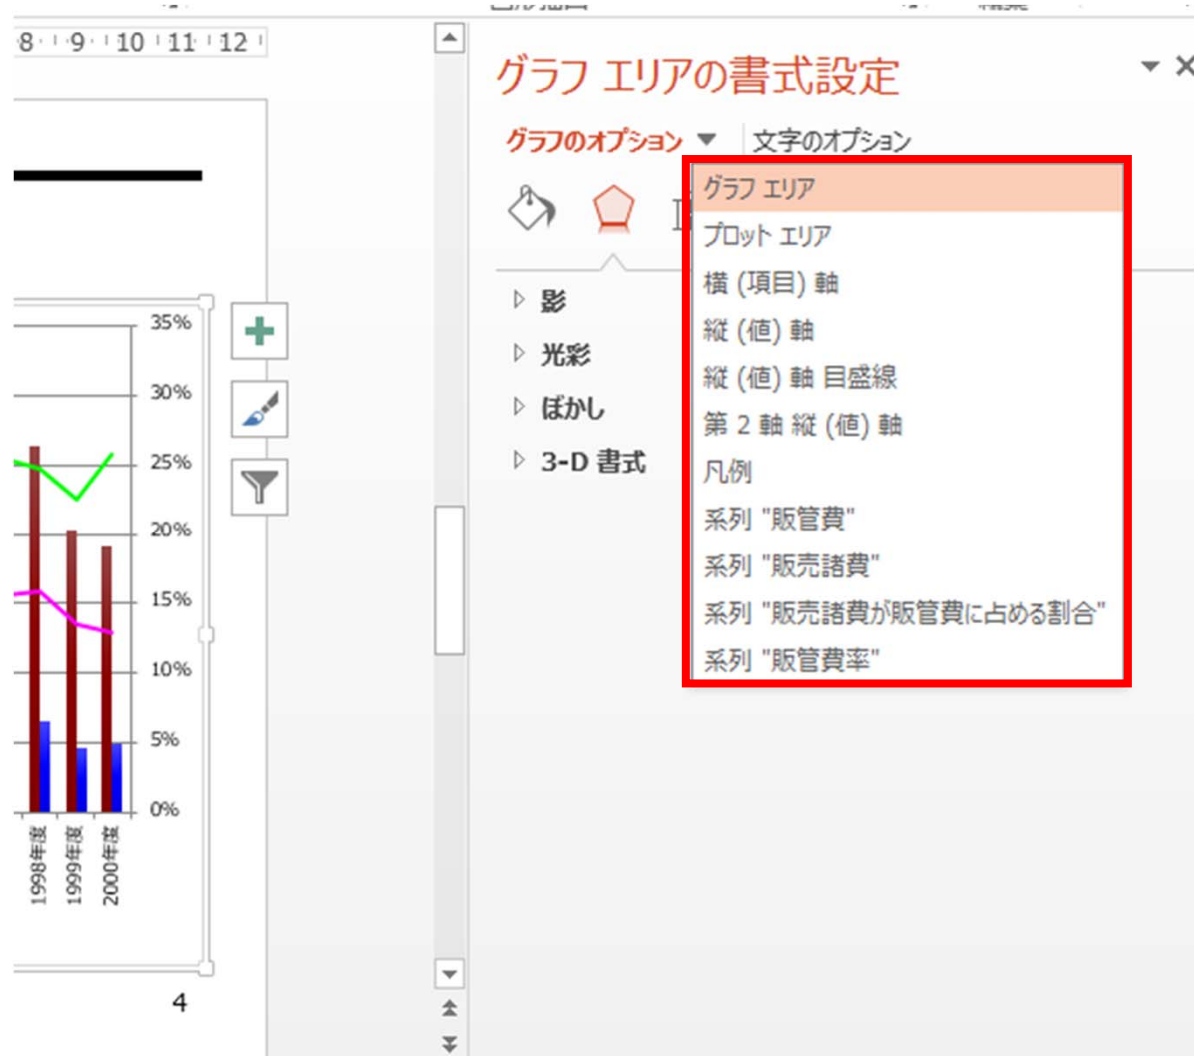 8 9 10 11 12
グラフ エリアの書式設定
グラフのオプション 文字のオプション
グラフ エリア
プロット エリア
横 (項目) 軸
縦 (値) 軸
縦 (値) 軸 目盛線
第 2 軸 縦 (値) 軸
凡例
系列 "販管費"
系列 "販売諸費"
系列 "販売諸費が販管費に占める割合"
系列 "販管費率"
影
光彩
ぼかし
3-D 書式
35%
30%
25%
20%
15%
10%
5%
0%
1998年度
1999年度
2000年度
4